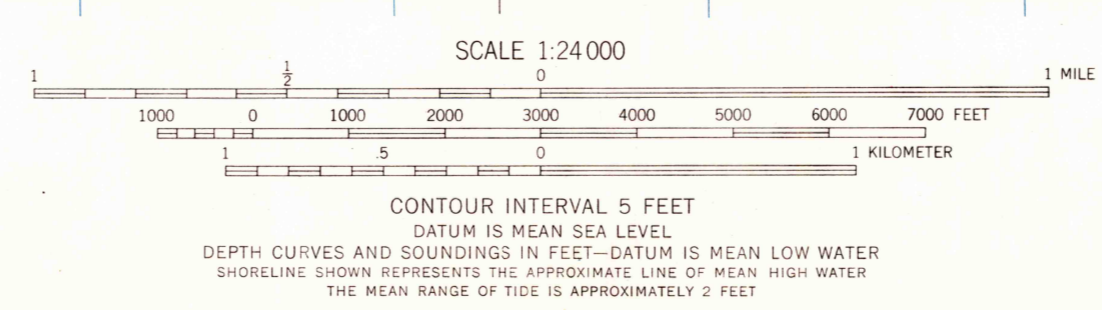 SCALE 1:24 000
1 1/2 0 1 MILE
1000 0 1000 2000 3000 4000 5000 6000 7000 FEET
1 .5 0 1 KILOMETER
CONTOUR INTERVAL 5 FEET
DATUM IS MEAN SEA LEVEL
DEPTH CURVES AND SOUNDINGS IN FEET—DATUM IS MEAN LOW WATER
SHORELINE SHOWN REPRESENTS THE APPROXIMATE LINE OF MEAN HIGH WATER
THE MEAN RANGE OF TIDE IS APPROXIMATELY 2 FEET